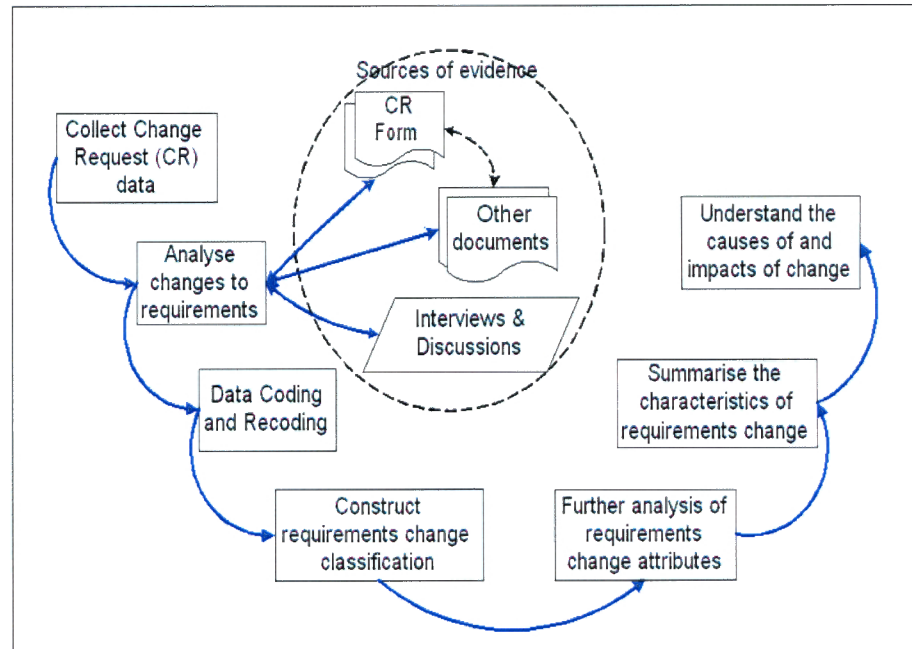 Sources of evidence
CR
Form
Collect Change
Request (CR)
data
Other
documents
Understand the
causes of and
impacts of change
Analyse
changes to
requirements
Interviews &
Discussions
Data Coding
and Recoding
Summarise the
characteristics of
requirements change
Construct
requirements change
classification
Further analysis of
requirements
change attributes